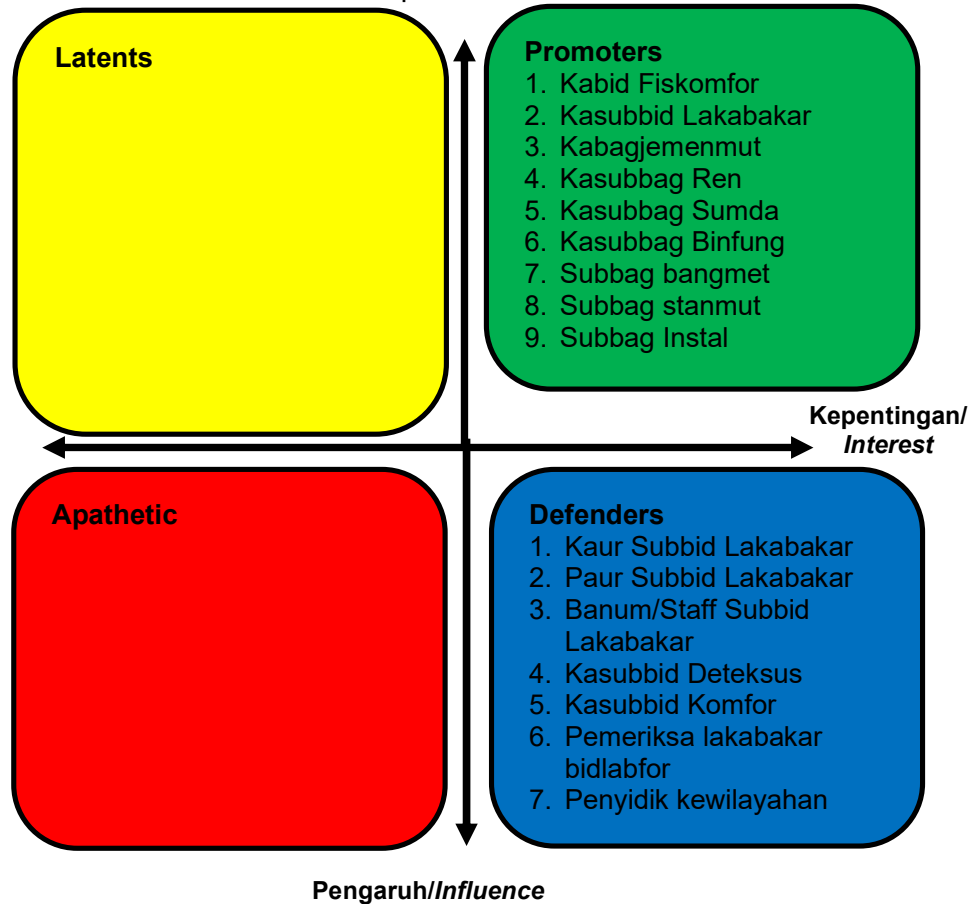 Latents
Promoters
1. Kabid Fiskomfor
2. Kasubbid Lakabakar
3. Kabagjemenmut
4. Kasubbag Ren
5. Kasubbag Sumda
6. Kasubbag Binfung
7. Subbag bangmet
8. Subbag stanmut
9. Subbag Instal
Kepentingan/
Interest
Apathetic
Defenders
1. Kaur Subbid Lakabakar
2. Paur Subbid Lakabakar
3. Banum/Staff Subbid
Lakabakar
4. Kasubbid Deteksus
5. Kasubbid Komfor
6. Pemeriksa lakabakar
bidlabfor
7. Penyidik kewilayahan
Pengaruh/Influence